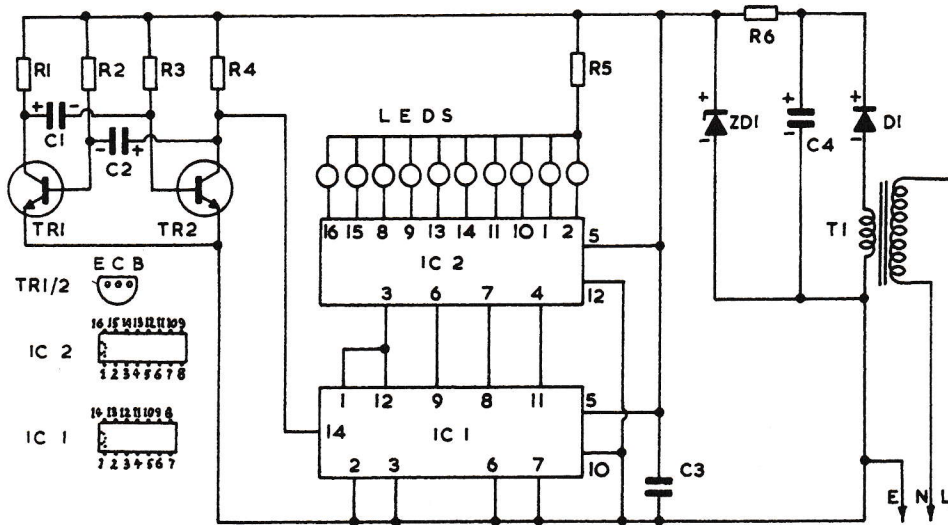 R1 R2 R3 R4
R5
R6
+ C1 -
- C2 +
LEDS
+ ZD1 -
+ C4 -
+ D1 -
TR1 TR2
T1
16 15 8 9 13 14 11 10 1 2
5
IC 2
12
3 6 7 4
TR1/2 E C B
16 15 14 13 12 11 10 9
IC 2
1 2 3 4 5 6 7 8
14 13 12 11 10 9 8
IC 1
1 2 3 4 5 6 7
1 12 9 8 11
5
14 IC 1
10
2 3 6 7
C3
E N L